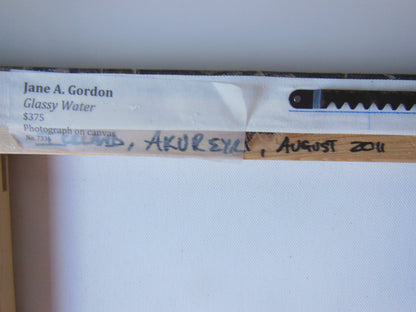 Jane A. Gordon
Glassy Water
$375
Photograph on canvas
AKUREYRI, AUGUST 2011